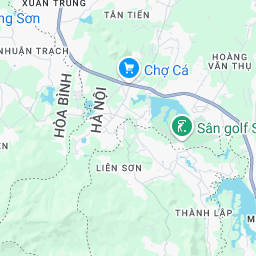 XUÂN TRUNG
ng Sơn
TÂN TIẾN
NHUẬN TRẠCH
HOÀNG
VĂN THỤ
Chợ Cá
HÒA BÌNH
HÀ NỘI
Sân golf S
LIÊN SƠN
THÀNH LẬP